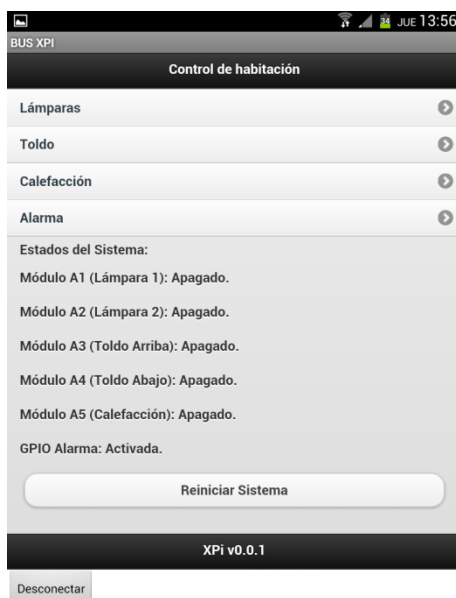 34 JUE 13:56
BUS XPI
Control de habitación
Lámparas
Toldo
Calefacción
Alarma
Estados del Sistema:
Módulo A1 (Lámpara 1): Apagado.
Módulo A2 (Lámpara 2): Apagado.
Módulo A3 (Toldo Arriba): Apagado.
Módulo A4 (Toldo Abajo): Apagado.
Módulo A5 (Calefacción): Apagado.
GPIO Alarma: Activada.
Reiniciar Sistema
XPi v0.0.1
Desconectar